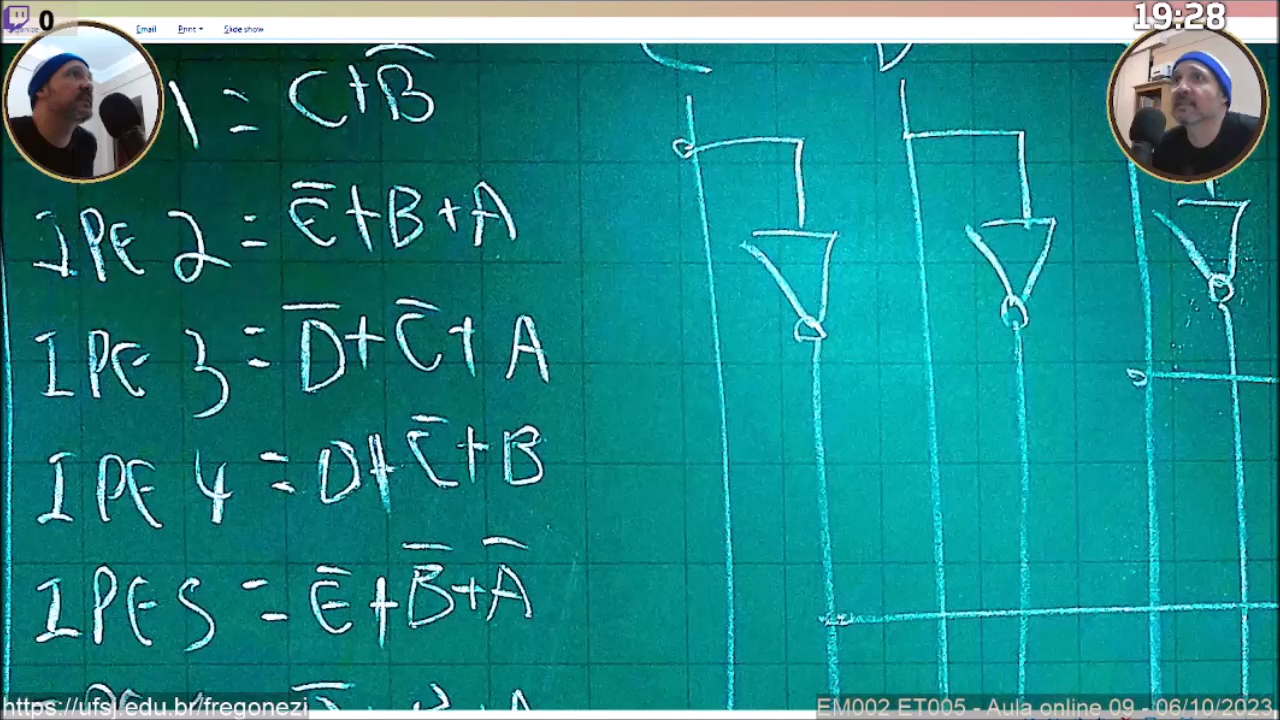 0
19:28
Email Print Slide show
1 = C+B̅
IPE 2 = E̅+B+A
IPE 3 = D̅+C̅+A
IPE 4 = D+C̅+B
IPE 5 = E̅+B̅+A̅
https://ufsj.edu.br/fregonezi
EM002 ET005 - Aula online 09 - 06/10/2023